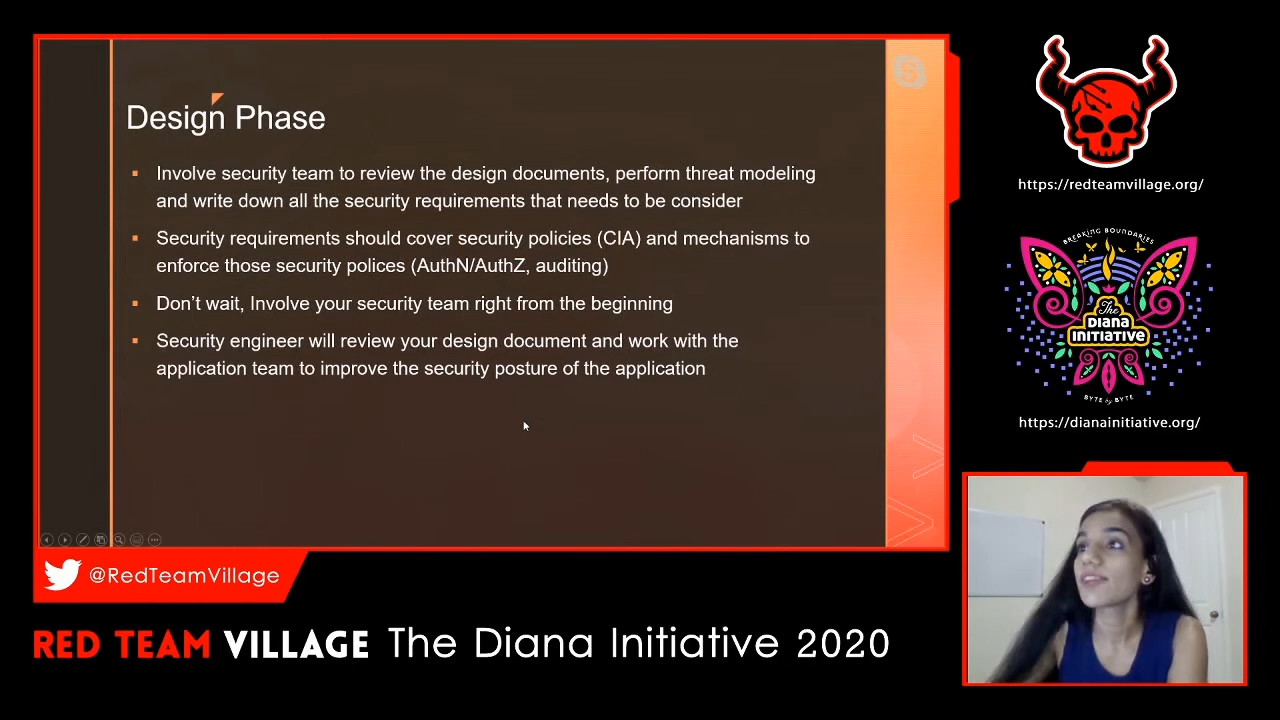 Design Phase
Involve security team to review the design documents, perform threat modeling
and write down all the security requirements that needs to be consider
Security requirements should cover security policies (CIA) and mechanisms to
enforce those security polices (AuthN/AuthZ, auditing)
Don't wait, Involve your security team right from the beginning
Security engineer will review your design document and work with the
application team to improve the security posture of the application
@RedTeamVillage
RED TEAM VILLAGE The Diana Initiative 2020
https://redteamvillage.org/
BREAKING BOUNDARIES
The
DIANA
INITIATIVE
BYTE by BYTE
https://dianainitiative.org/